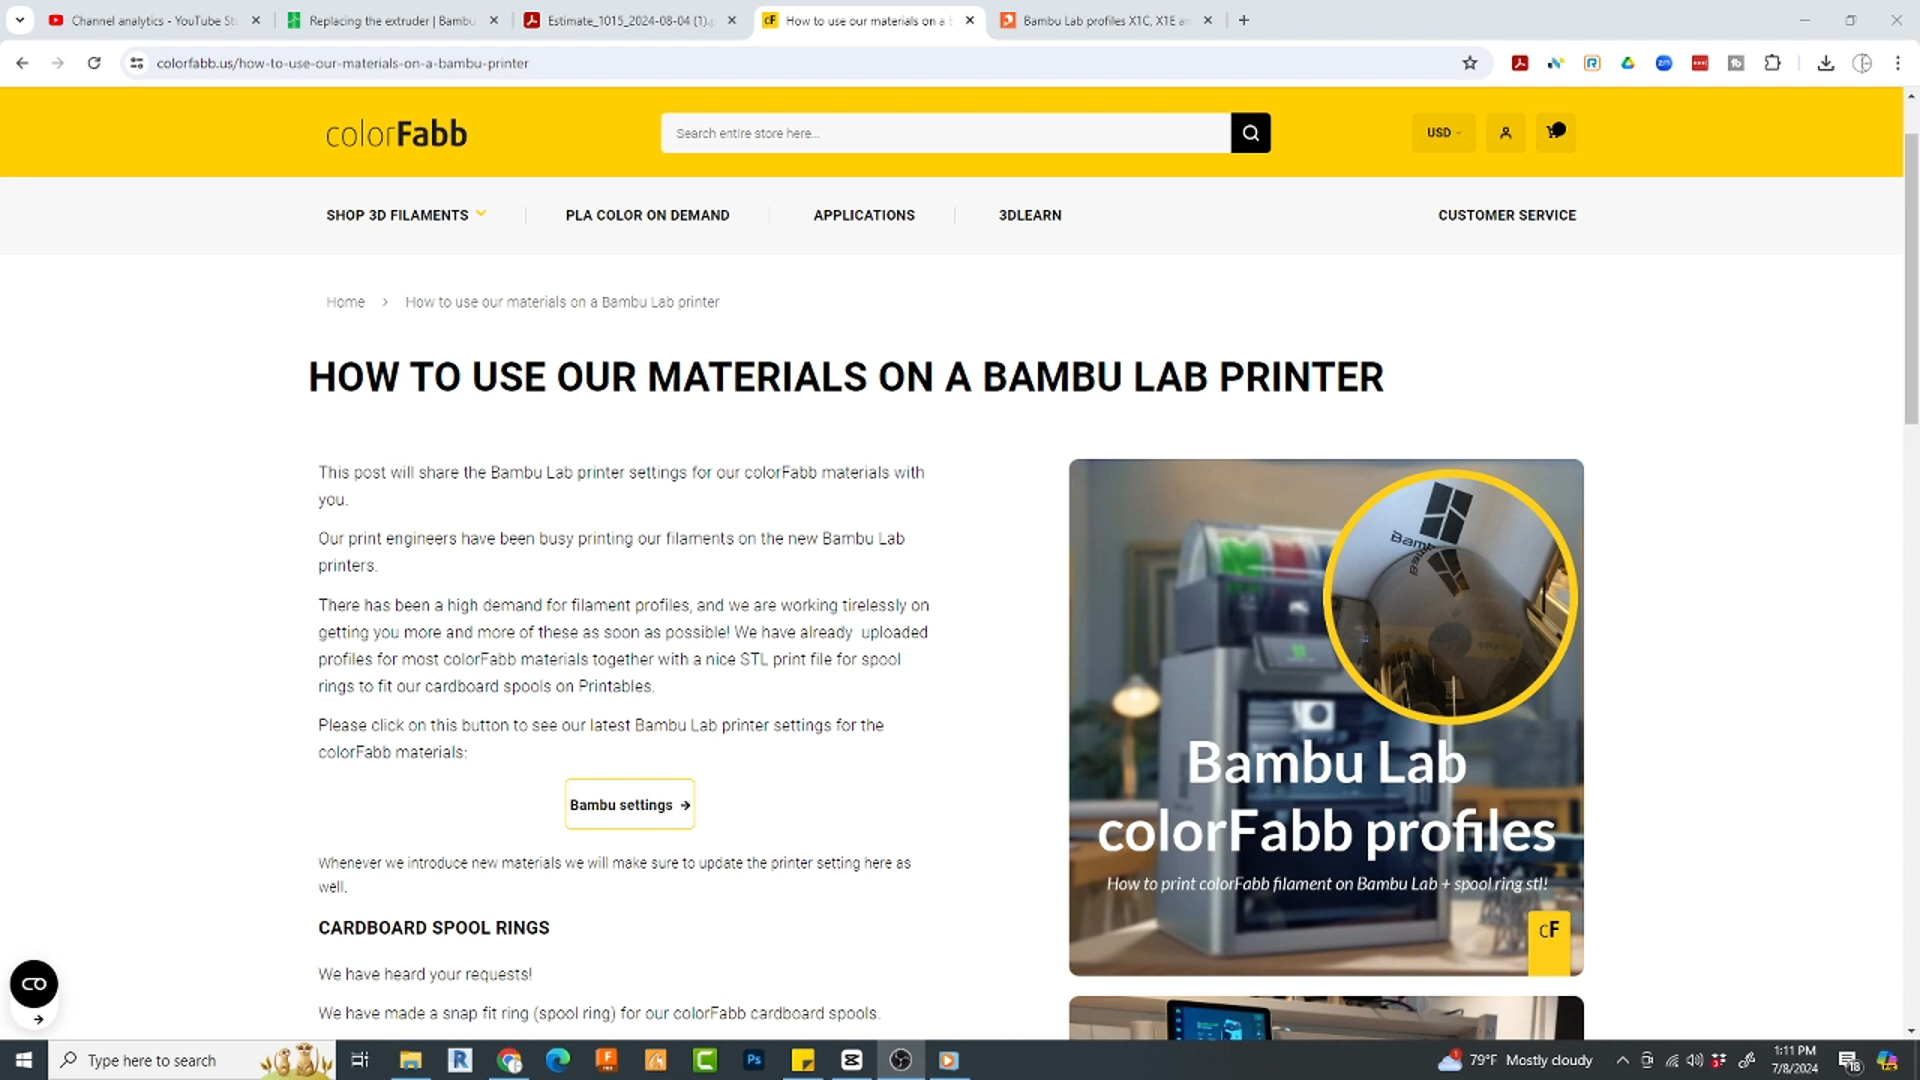 Channel analytics - YouTube St
Replacing the extruder | Bambu
Estimate_1015_2024-08-04 (1).p
cF How to use our materials on a B
Bambu Lab profiles X1C, X1E an
colorfabb.us/how-to-use-our-materials-on-a-bambu-printer
colorFabb
Search entire store here...
USD
SHOP 3D FILAMENTS
PLA COLOR ON DEMAND
APPLICATIONS
3DLEARN
CUSTOMER SERVICE
Home > How to use our materials on a Bambu Lab printer
HOW TO USE OUR MATERIALS ON A BAMBU LAB PRINTER
This post will share the Bambu Lab printer settings for our colorFabb materials with
you.
Our print engineers have been busy printing our filaments on the new Bambu Lab
printers.
There has been a high demand for filament profiles, and we are working tirelessly on
getting you more and more of these as soon as possible! We have already uploaded
profiles for most colorFabb materials together with a nice STL print file for spool
rings to fit our cardboard spools on Printables.
Please click on this button to see our latest Bambu Lab printer settings for the
colorFabb materials:
Bambu settings →
Whenever we introduce new materials we will make sure to update the printer setting here as
well.
CARDBOARD SPOOL RINGS
We have heard your requests!
We have made a snap fit ring (spool ring) for our colorFabb cardboard spools.
Bambu Lab
colorFabb profiles
How to print colorFabb filament on Bambu Lab + spool ring stl!
cF
Type here to search
79°F Mostly cloudy
1:11 PM
7/8/2024
18